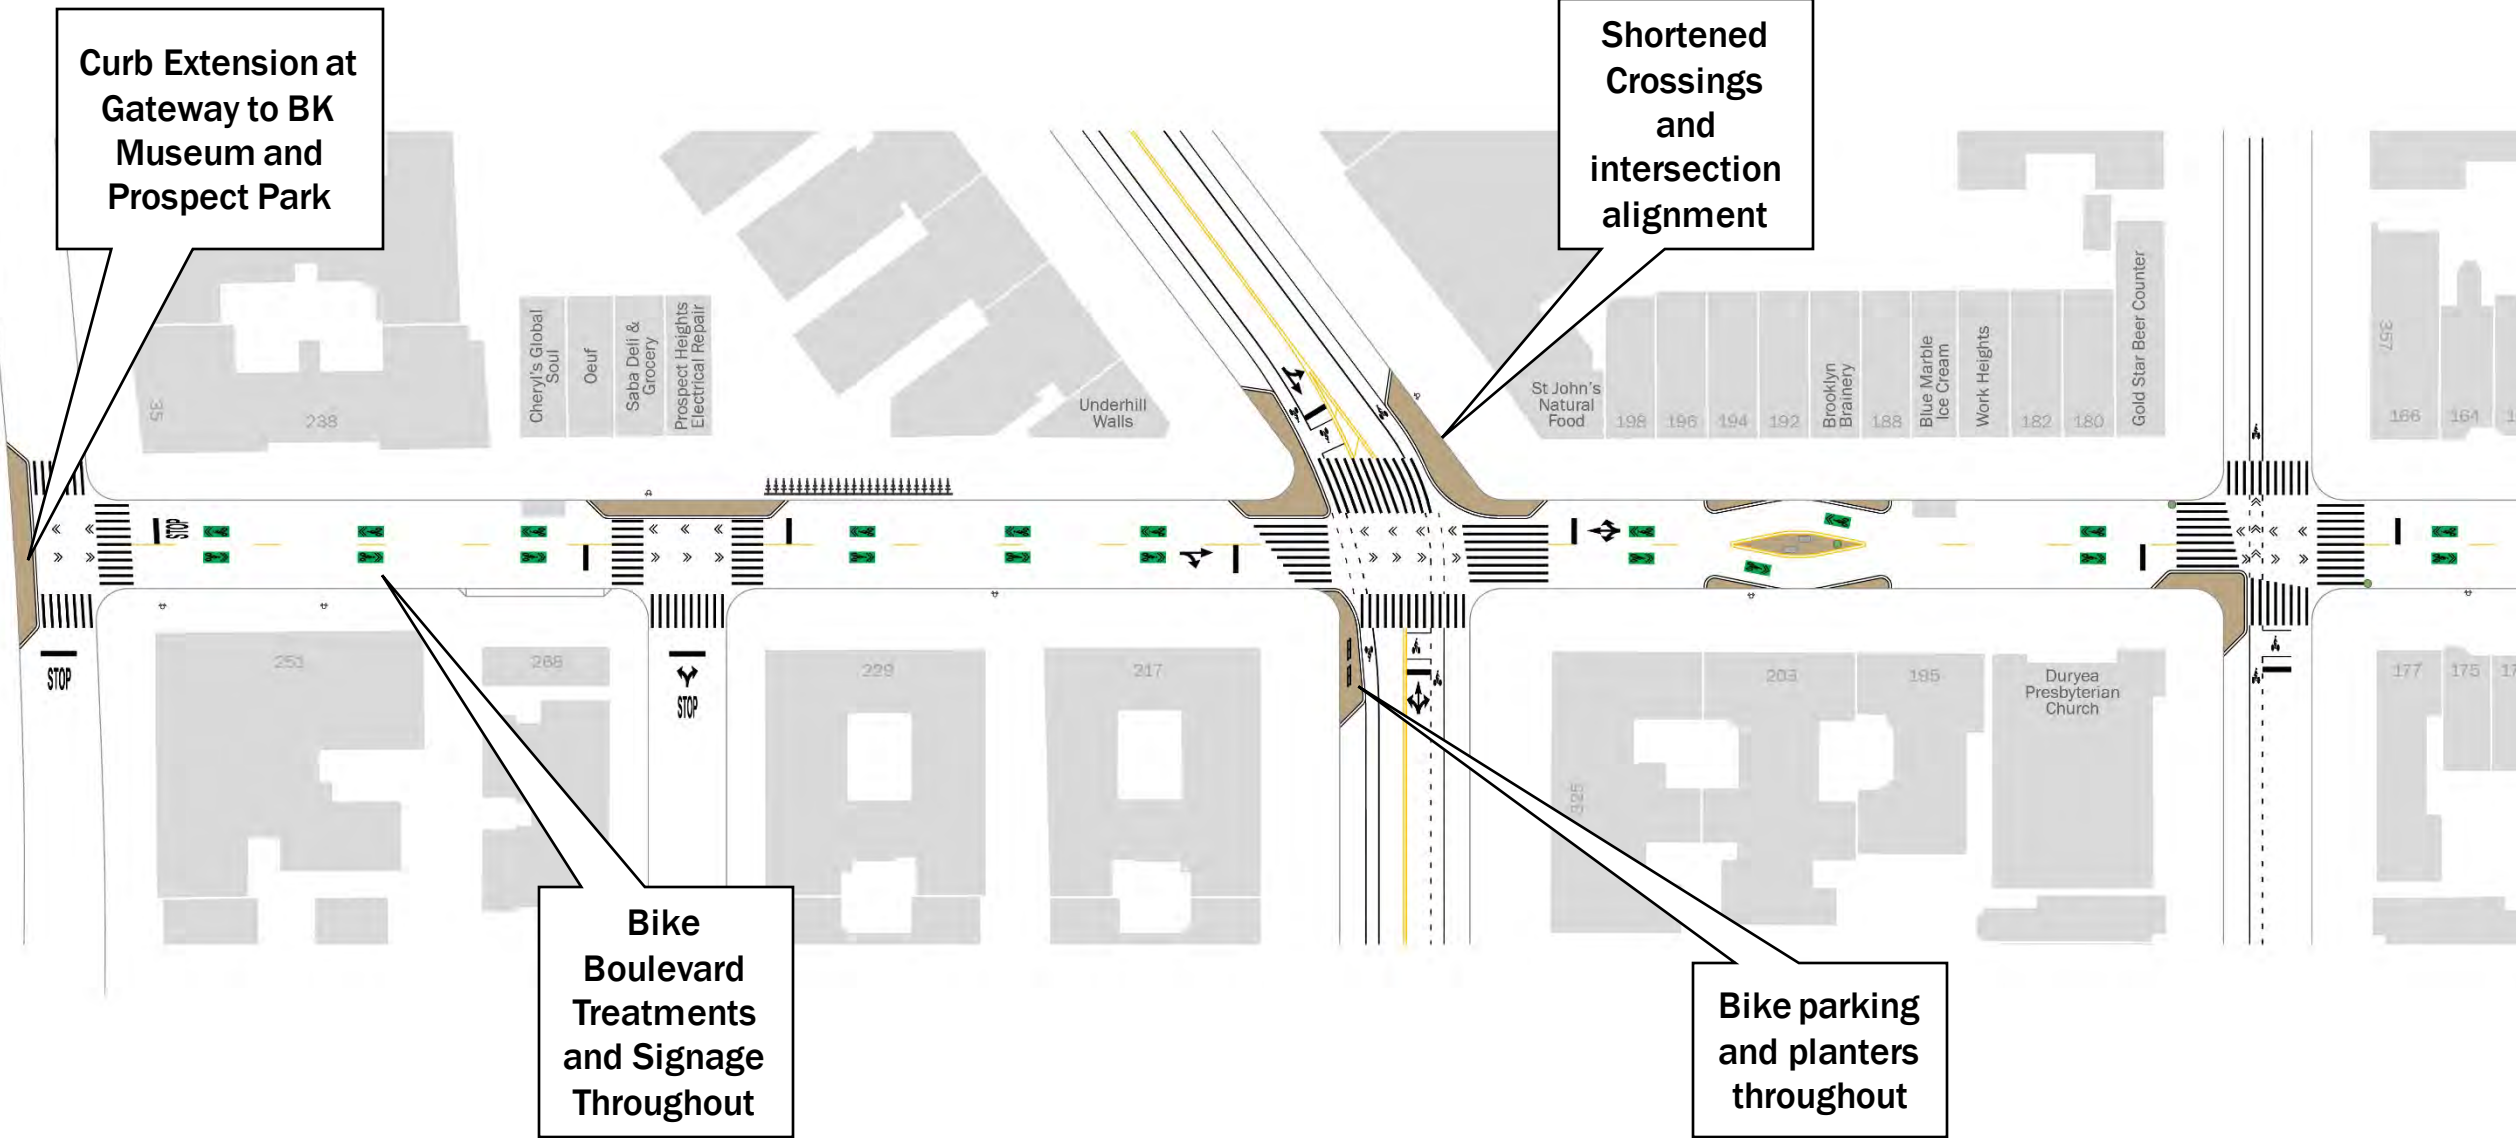 Curb Extension at
Gateway to BK
Museum and
Prospect Park
Shortened
Crossings
and
intersection
alignment
35
238
Cheryl's Global
Soul
Oeuf
Saba Deli &
Grocery
Prospect Heights
Electrical Repair
Underhill
Walls
St John's
Natural
Food
198
196
194
192
Brooklyn
Brainery
188
Blue Marble
Ice Cream
Work Heights
182
180
Gold Star Beer Counter
357
166
164
STOP
STOP
STOP
251
268
229
217
325
203
195
Duryea
Presbyterian
Church
177
175
Bike
Boulevard
Treatments
and Signage
Throughout
Bike parking
and planters
throughout